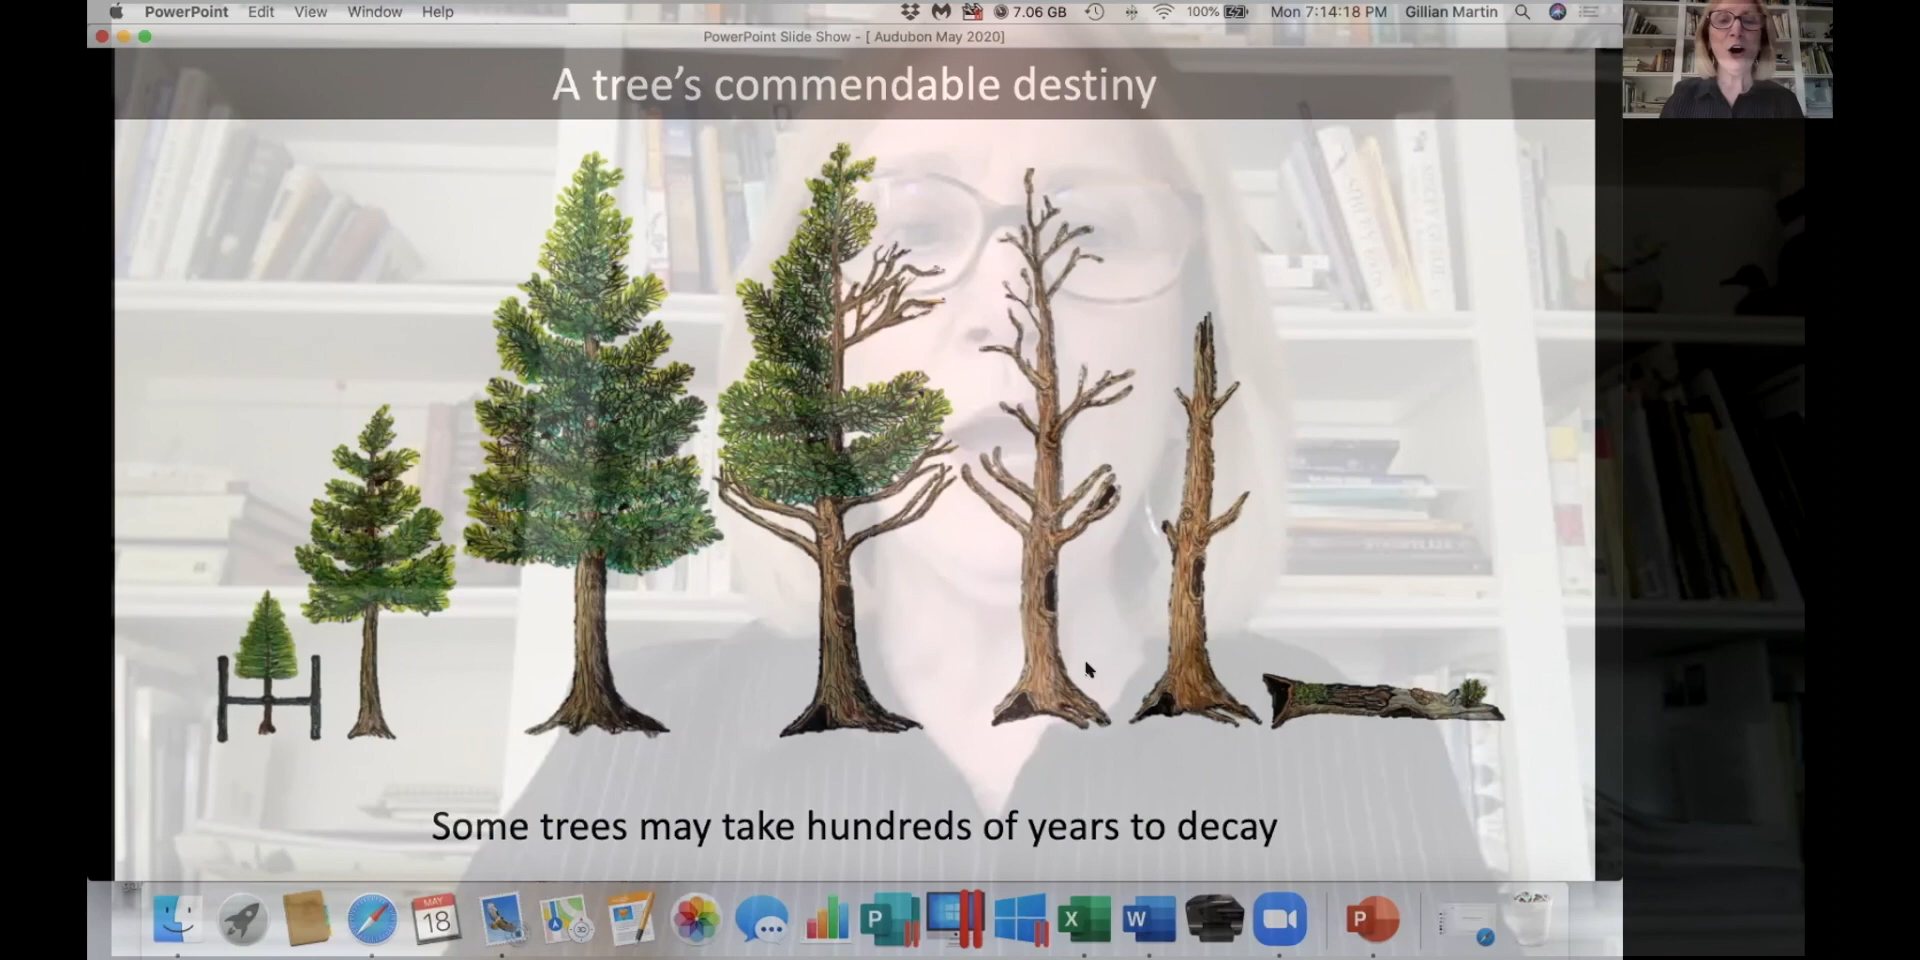 PowerPoint Edit View Window Help 7.06 GB 100% Mon 7:14:18 PM Gillian Martin
PowerPoint Slide Show - [ Audubon May 2020]
A tree's commendable destiny
Some trees may take hundreds of years to decay
MAY
18
3D
P
X
W
P